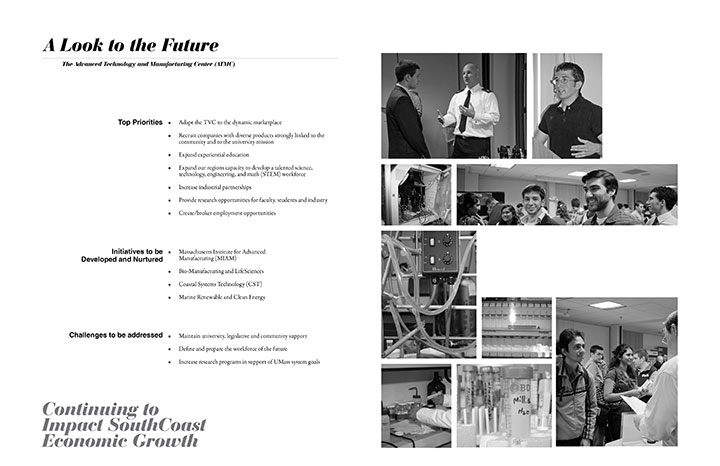 A Look to the Future
The Advanced Technology and Manufacturing Center (ATMC)
Top Priorities
• Adapt the TVC to the dynamic marketplace
• Recruit companies with diverse products strongly linked to the
community and to the university mission
• Expand experiential education
• Expand our regions capacity to develop a talented science,
technology, engineering, and math (STEM) workforce
• Increase industrial partnerships
• Provide research opportunities for faculty, students and industry
• Create/broker employment opportunities
Initiatives to be
Developed and Nurtured
• Massachusetts Institute for Advanced
Manufacturing (MIAM)
• Bio-Manufacturing and LifeSciences
• Coastal Systems Technology (CST)
• Marine Renewable and Clean Energy
Challenges to be addressed
• Maintain university, legislative and community support
• Define and prepare the workforce of the future
• Increase research programs in support of UMass system goals
Continuing to
Impact SouthCoast
Economic Growth
BD
H2O